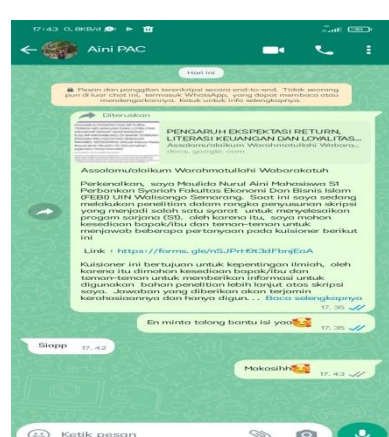 17.43 0,8KB/d
Aini PAC
Hari ini
Pesan dan panggilan terenkripsi secara end-to-end. Tidak seorang
pun di luar chat ini, termasuk WhatsApp, yang dapat membaca atau
mendengarkannya. Ketuk untuk info selengkapnya.
Diteruskan
PENGARUH EKSPEKTASI RETURN,
LITERASI KEUANGAN DAN LOYALITAS...
Assalamualaikum Warahmatullahi Wabara...
docs.google.com
Assalamu'alaikum Warahmatullahi Wabarakatuh
Perkenalkan, saya Maulida Nurul Aini Mahasiswa S1
Perbankan Syariah Fakultas Ekonomi Dan Bisnis Islam
(FEBI) UIN Walisongo Semarang. Saat ini saya sedang
melakukan penelitian dalam rangka penyusunan skripsi
yang menjadi salah satu syarat untuk menyelesaikan
program sarjana (S1). oleh karena itu, saya mohon
kesediaan bapak/ibu dan teman-teman untuk
menjawab beberapa pertanyaan pada kuisioner berikut
ini
Link : https://forms.gle/nSJPrH9t3dFbnjEaA
Kuisioner ini bertujuan untuk kepentingan ilmiah, oleh
karena itu dimohon kesediaan bapak/ibu dan
teman-teman untuk memberikan informasi untuk
digunakan bahan penelitian lebih lanjut atas skripsi
saya. Jawaban yang diberikan akan terjamin
kerahasiaannya dan hanya digun... Baca selengkapnya
17.35
En minta tolong bantu isi yaa🥰
17.35
Siapp 17.42
Makasihh🥰
17.43
Ketik pesan